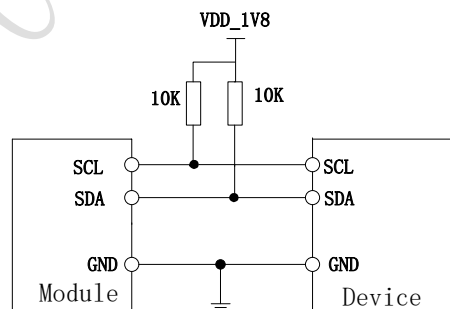 VDD_1V8
10K 10K
SCL SCL
SDA SDA
GND GND
Module Device